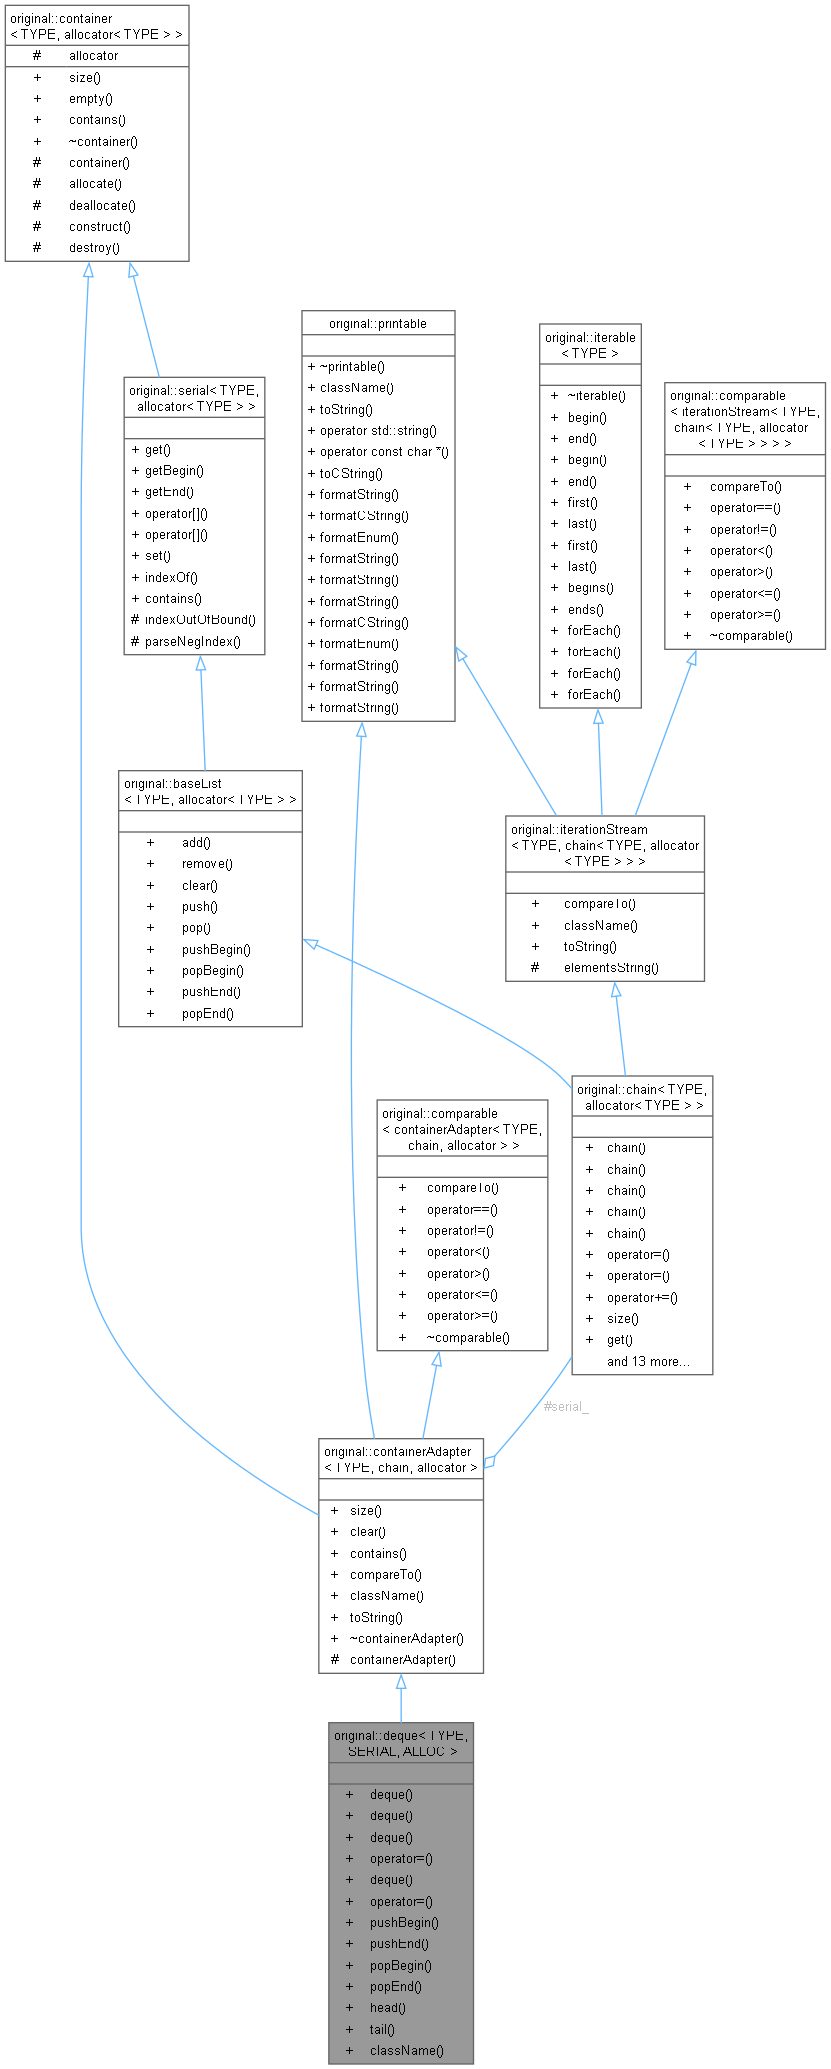 original::container
< TYPE, allocator< TYPE > >
# allocator
+ size()
+ empty()
+ contains()
+ ~container()
# container()
# allocate()
# deallocate()
# construct()
# destroy()
original::serial< TYPE,
allocator< TYPE > >
+ get()
+ getBegin()
+ getEnd()
+ operator[]()
+ operator[]()
+ set()
+ indexOf()
+ contains()
# indexOutOfBound()
# parseNegIndex()
original::printable
+ ~printable()
+ className()
+ toString()
+ operator std::string()
+ operator const char *()
+ toCString()
+ formatString()
+ formatCString()
+ formatEnum()
+ formatString()
+ formatString()
+ formatString()
+ formatCString()
+ formatEnum()
+ formatString()
+ formatString()
+ formatString()
original::iterable
< TYPE >
+ ~iterable()
+ begin()
+ end()
+ begin()
+ end()
+ first()
+ last()
+ first()
+ last()
+ begins()
+ ends()
+ forEach()
+ forEach()
+ forEach()
+ forEach()
original::comparable
< iterationStream< TYPE,
chain< TYPE, allocator
< TYPE > > > >
+ compareTo()
+ operator==()
+ operator!=()
+ operator<()
+ operator>()
+ operator<=()
+ operator>=()
+ ~comparable()
original::baseList
< TYPE, allocator< TYPE > >
+ add()
+ remove()
+ clear()
+ push()
+ pop()
+ pushBegin()
+ popBegin()
+ pushEnd()
+ popEnd()
original::iterationStream
< TYPE, chain< TYPE, allocator
< TYPE > > >
+ compareTo()
+ className()
+ toString()
# elementsString()
original::chain< TYPE,
allocator< TYPE > >
+ chain()
+ chain()
+ chain()
+ chain()
+ chain()
+ operator=()
+ operator=()
+ operator+=()
+ size()
+ get()
and 13 more...
original::comparable
< containerAdapter< TYPE,
chain, allocator > >
+ compareTo()
+ operator==()
+ operator!=()
+ operator<()
+ operator>()
+ operator<=()
+ operator>=()
+ ~comparable()
#serial_
original::containerAdapter
< TYPE, chain, allocator >
+ size()
+ clear()
+ contains()
+ compareTo()
+ className()
+ toString()
+ ~containerAdapter()
# containerAdapter()
original::deque< TYPE,
SERIAL, ALLOC >
+ deque()
+ deque()
+ deque()
+ operator=()
+ deque()
+ operator=()
+ pushBegin()
+ pushEnd()
+ popBegin()
+ popEnd()
+ head()
+ tail()
+ className()